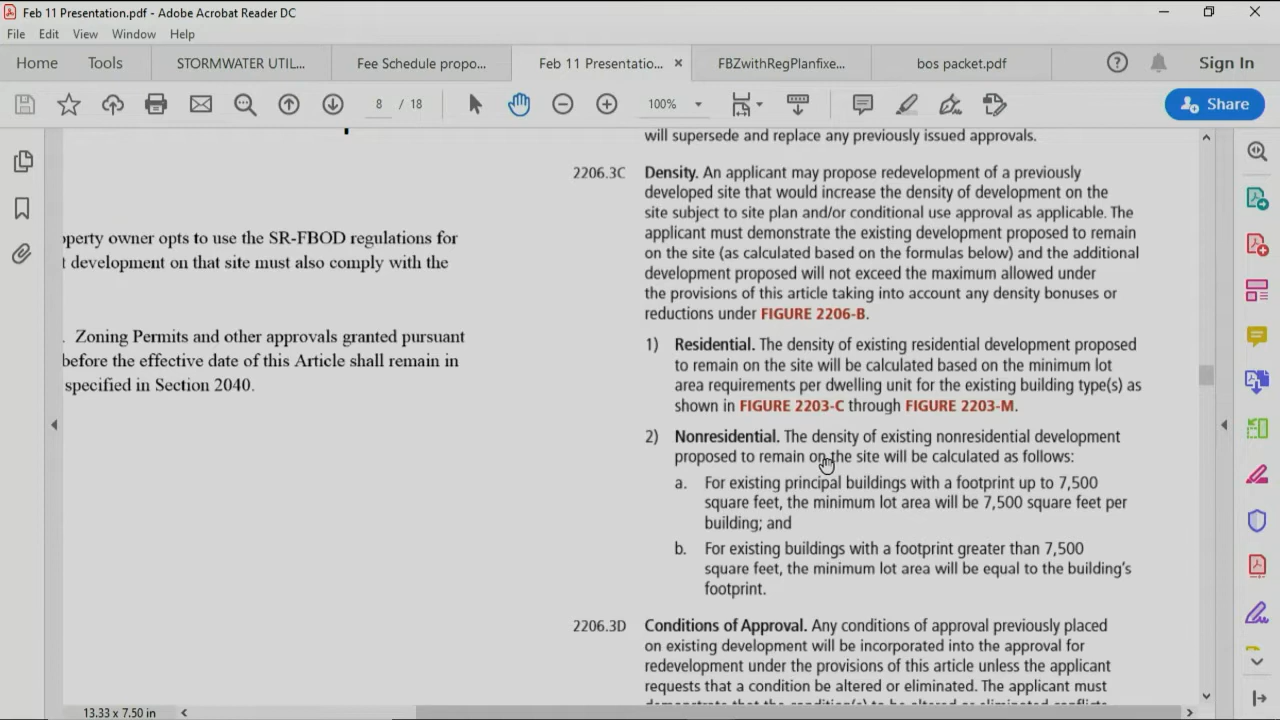 Feb 11 Presentation.pdf - Adobe Acrobat Reader DC
File Edit View Window Help
Home Tools STORMWATER UTIL... Fee Schedule propo... Feb 11 Presentatio... × FBZwithRegPlanfixe... bos packet.pdf Sign In
8 / 18 100% Share
will supersede and replace any previously issued approvals.
2206.3C Density. An applicant may propose redevelopment of a previously
developed site that would increase the density of development on the
site subject to site plan and/or conditional use approval as applicable. The
applicant must demonstrate the existing development proposed to remain
on the site (as calculated based on the formulas below) and the additional
development proposed will not exceed the maximum allowed under
the provisions of this article taking into account any density bonuses or
reductions under FIGURE 2206-B.
1) Residential. The density of existing residential development proposed
to remain on the site will be calculated based on the minimum lot
area requirements per dwelling unit for the existing building type(s) as
shown in FIGURE 2203-C through FIGURE 2203-M.
2) Nonresidential. The density of existing nonresidential development
proposed to remain on the site will be calculated as follows:
a. For existing principal buildings with a footprint up to 7,500
square feet, the minimum lot area will be 7,500 square feet per
building; and
b. For existing buildings with a footprint greater than 7,500
square feet, the minimum lot area will be equal to the building's
footprint.
2206.3D Conditions of Approval. Any conditions of approval previously placed
on existing development will be incorporated into the approval for
redevelopment under the provisions of this article unless the applicant
requests that a condition be altered or eliminated. The applicant must
operty owner opts to use the SR-FBOD regulations for
t development on that site must also comply with the
. Zoning Permits and other approvals granted pursuant
before the effective date of this Article shall remain in
specified in Section 2040.
13.33 x 7.50 in